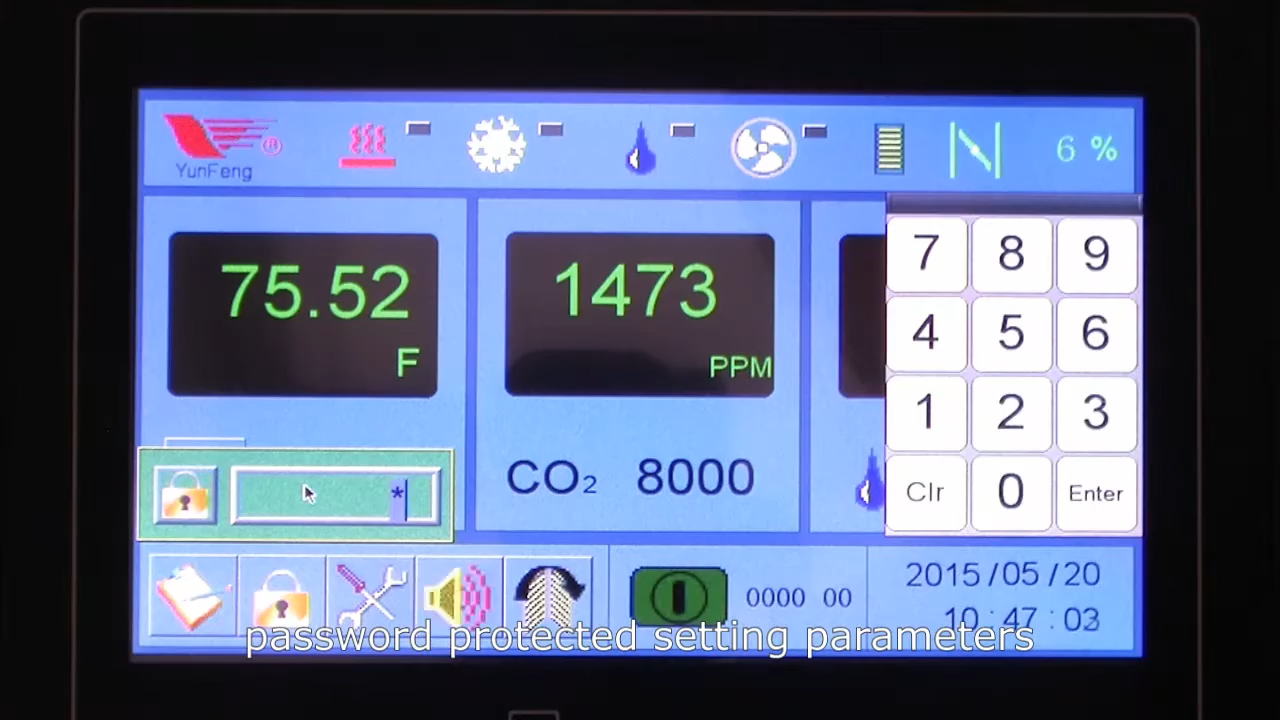 ®
YunFeng
6 %
75.52
F
1473
PPM
CO₂ 8000
7 8 9
4 5 6
1 2 3
Clr 0 Enter
*
0000 00
2015/05/20
10:47:03
password protected setting parameters